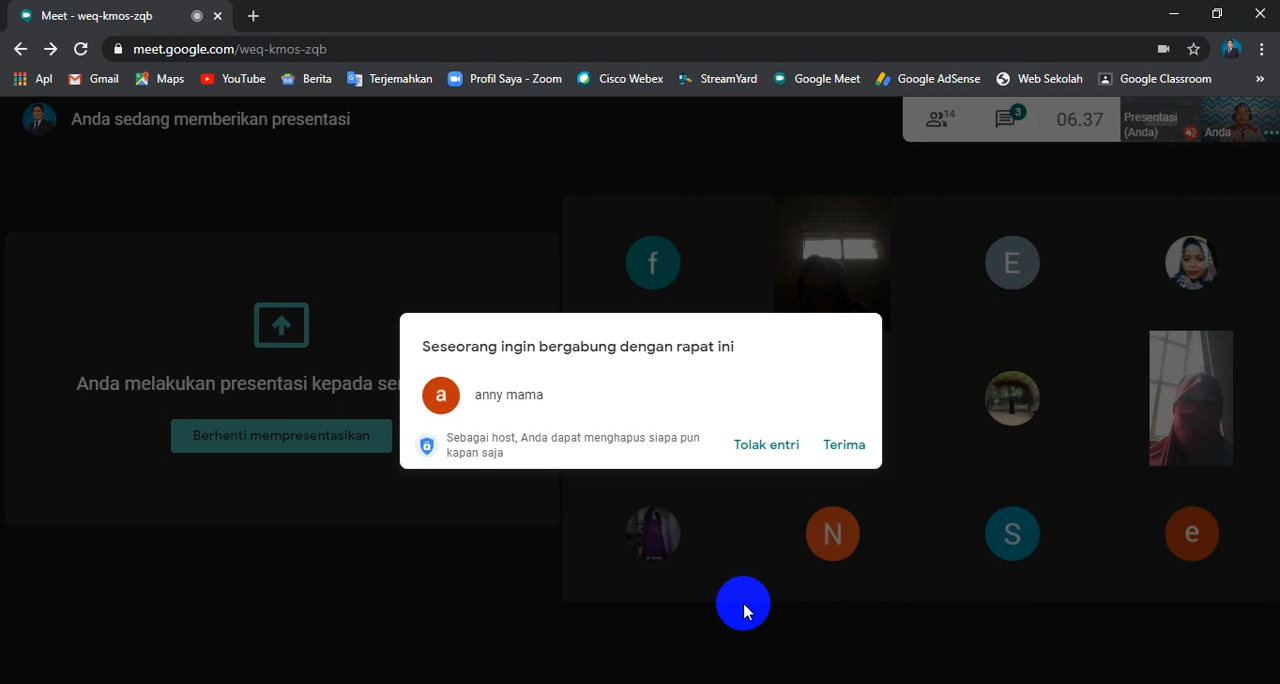 Meet - weq-kmos-zqb
meet.google.com/weq-kmos-zqb
Apl Gmail Maps YouTube Berita Terjemahkan Profil Saya - Zoom Cisco Webex StreamYard Google Meet Google AdSense Web Sekolah Google Classroom »
Anda sedang memberikan presentasi
14 3 06.37
Presentasi
(Anda) Anda
f E
Anda melakukan presentasi kepada se
Berhenti mempresentasikan
Seseorang ingin bergabung dengan rapat ini
a anny mama
Sebagai host, Anda dapat menghapus siapa pun
kapan saja
Tolak entri Terima
N S e